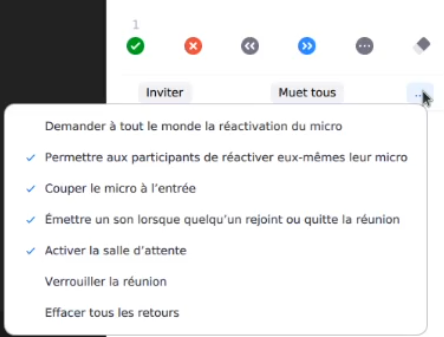 1
Inviter
Muet tous
...
Demander à tout le monde la réactivation du micro
Permettre aux participants de réactiver eux-mêmes leur micro
Couper le micro à l’entrée
Émettre un son lorsque quelqu’un rejoint ou quitte la réunion
Activer la salle d’attente
Verrouiller la réunion
Effacer tous les retours